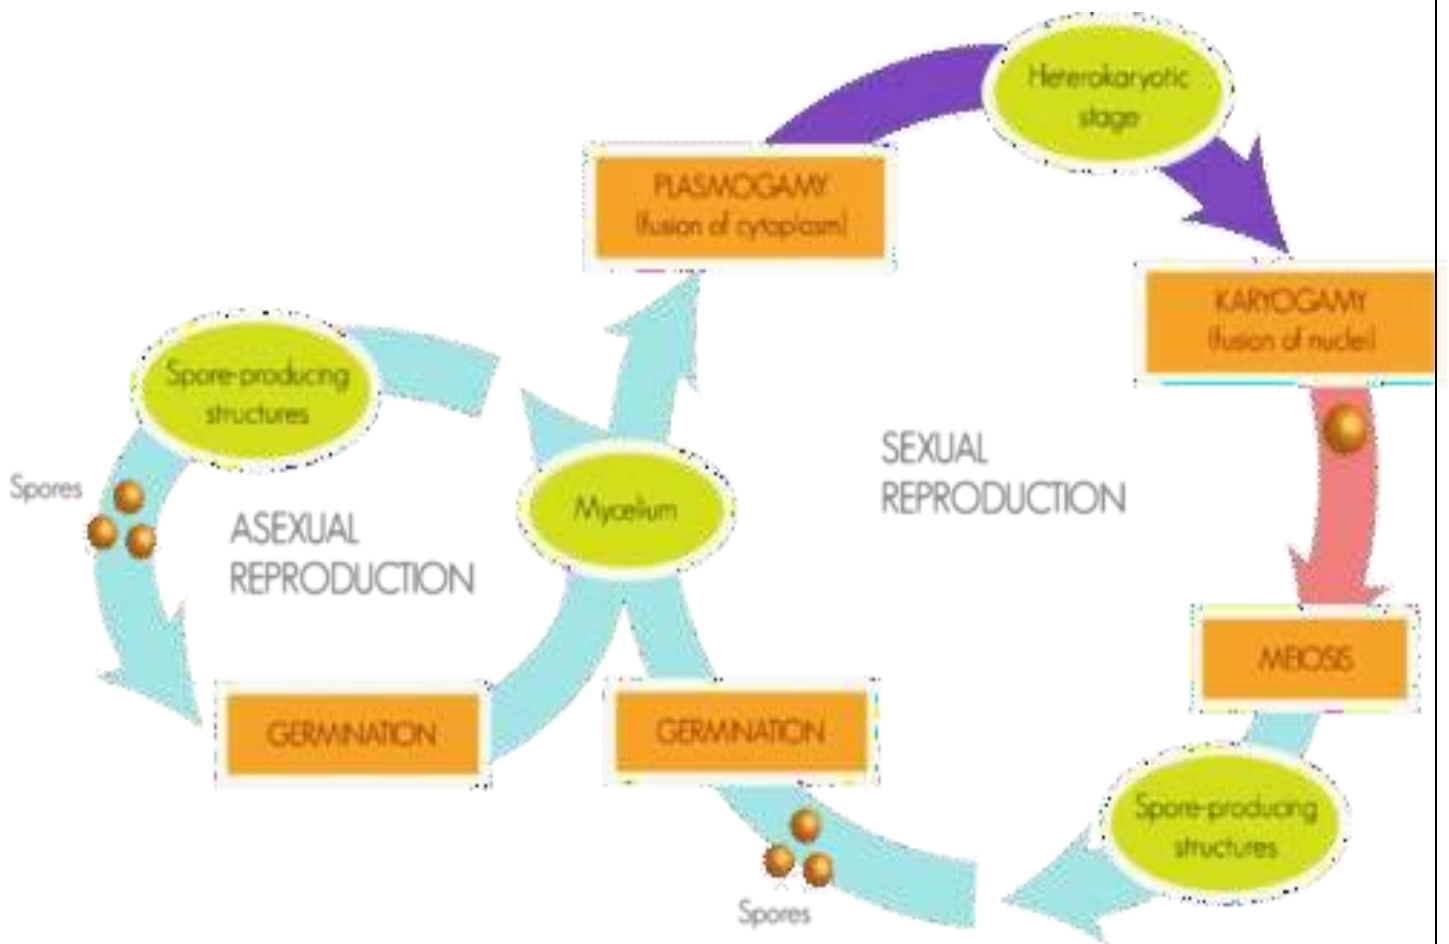 Heterokaryotic
stage
PLASMOGAMY
(fusion of cytoplasm)
KARYOGAMY
(fusion of nuclei)
Spore-producing
structures
Spores
ASEXUAL
REPRODUCTION
Mycelium
SEXUAL
REPRODUCTION
MEIOSIS
GERMINATION
GERMINATION
Spore-producing
structures
Spores